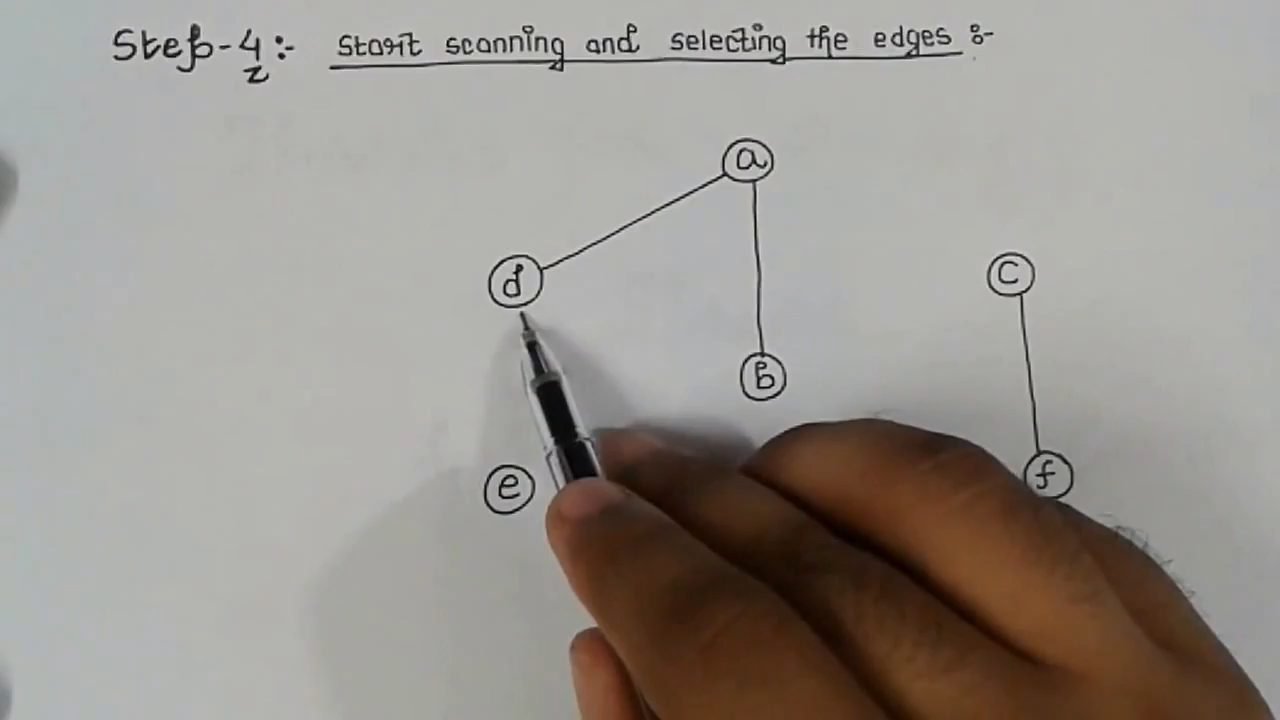 Step-4:- Start scanning and selecting the edges :-
a
d
c
b
e
f